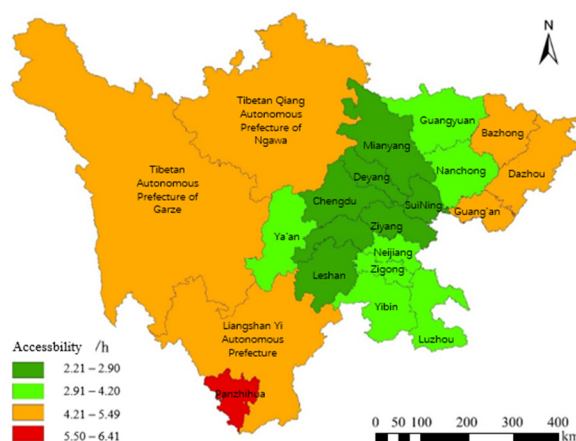 N
Tibetan Qiang
Autonomous
Prefecture of
Ngawa
Guangyuan
Bazhong
Mianyang
Tibetan
Autonomous
Prefecture of
Garze
Deyang
Nanchong
Dazhou
Chengdu
SuiNing
Guang'an
Ya'an
Ziyang
Neijiang
Leshan
Zigong
Yibin
Liangshan Yi
Autonomous
Prefecture
Luzhou
Panzhihua
Accessbility /h
2.21 – 2.90
2.91 – 4.20
4.21 – 5.49
5.50 – 6.41
0 50 100 200 300 400
km